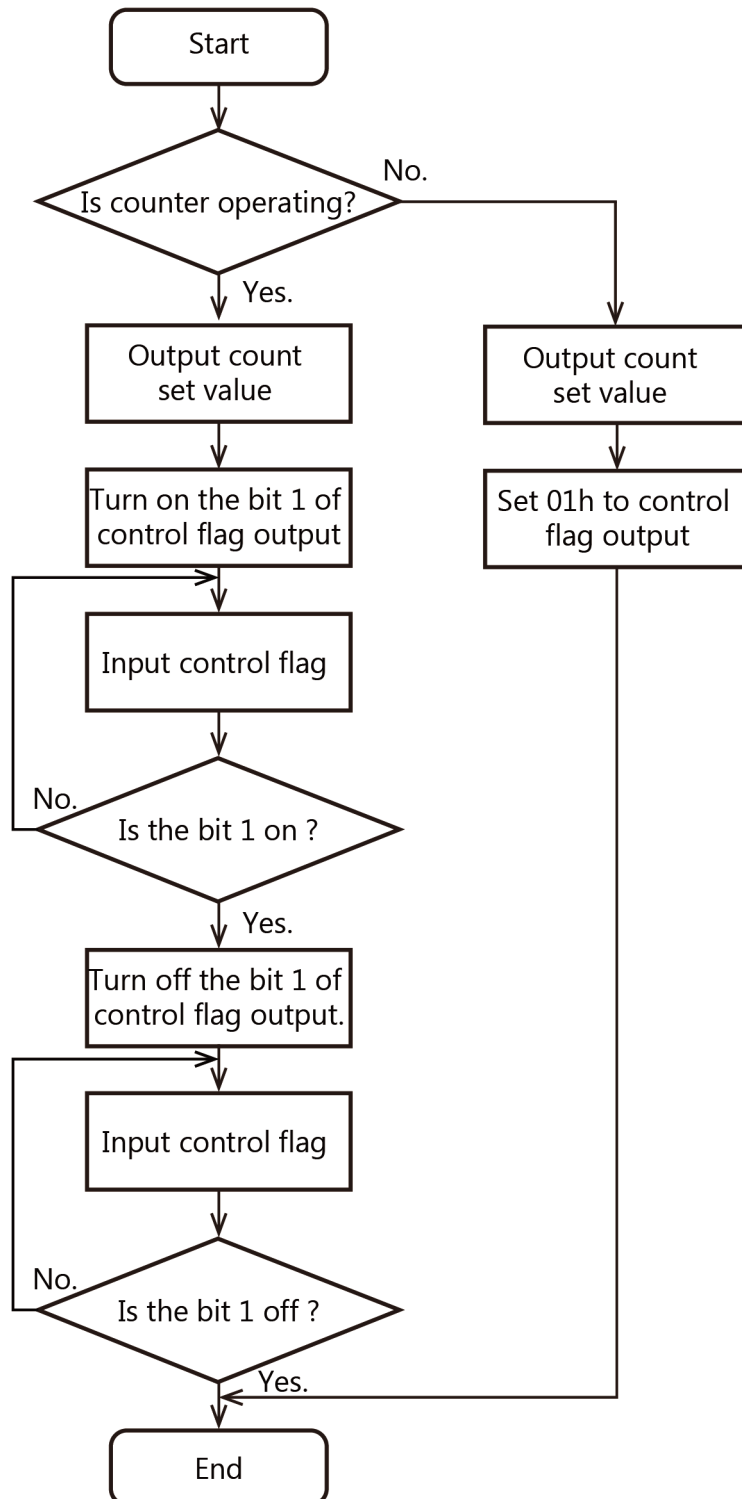 Start
Is counter operating?
No.
Yes.
Output count
set value
Output count
set value
Turn on the bit 1 of
control flag output
Set 01h to control
flag output
Input control flag
No.
Is the bit 1 on ?
Yes.
Turn off the bit 1 of
control flag output.
Input control flag
No.
Is the bit 1 off ?
Yes.
End